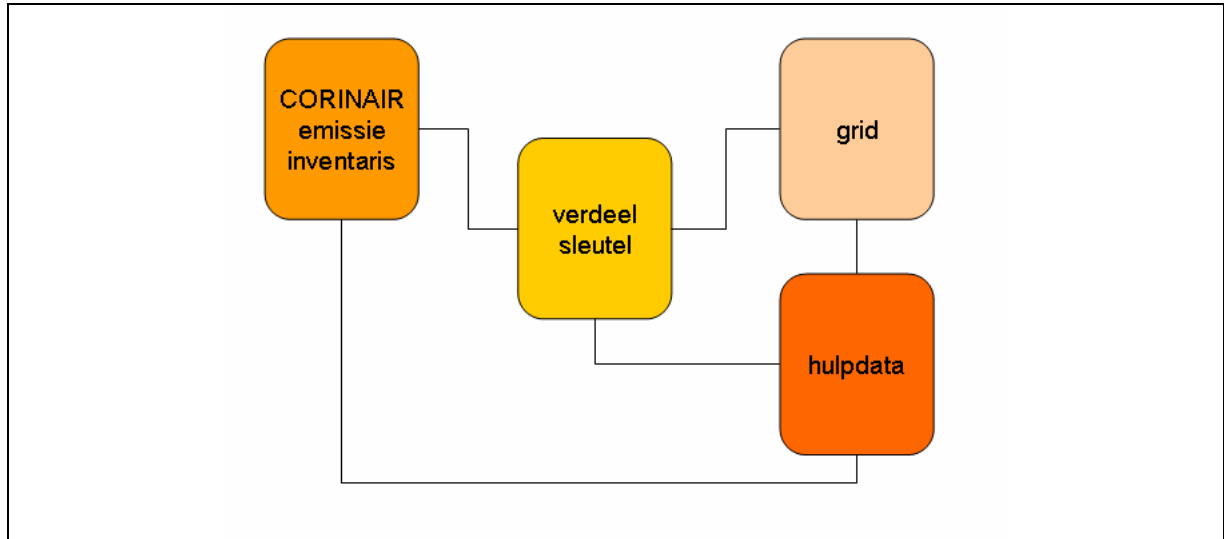 CORINAIR
emissie
inventaris
grid
verdeel
sleutel
hulpdata